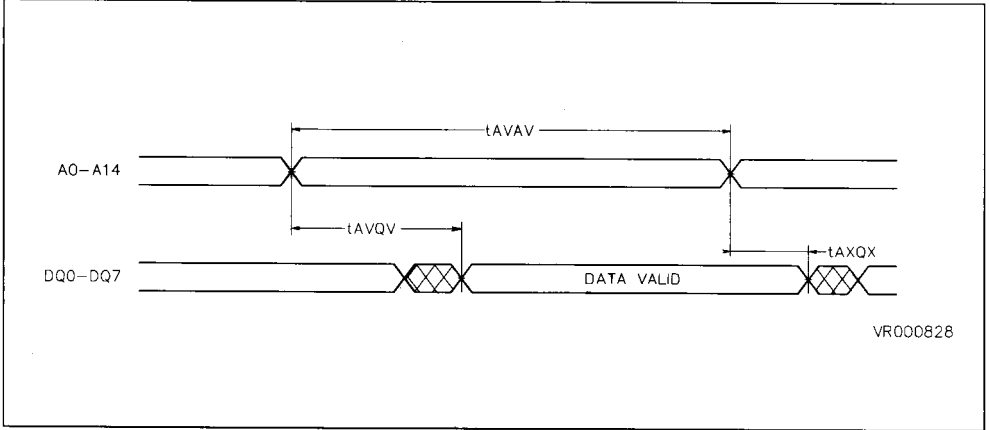 tAVAV
A0-A14
tAVQV
tAXQX
DQ0-DQ7
DATA VALID
VR000828